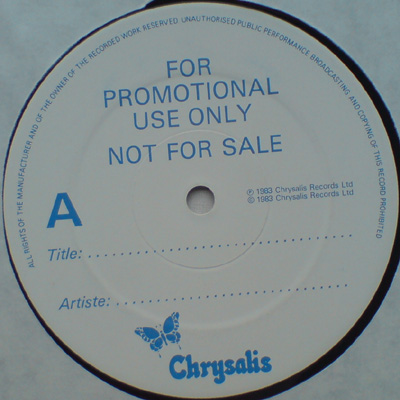 ALL RIGHTS OF THE MANUFACTURER AND OF THE OWNER OF THE RECORDED WORK RESERVED. UNAUTHORISED PUBLIC PERFORMANCE, BROADCASTING AND COPYING OF THIS RECORD PROHIBITED
FOR
PROMOTIONAL
USE ONLY
NOT FOR SALE
A
℗ 1983 Chrysalis Records Ltd
© 1983 Chrysalis Records Ltd
Title: ......................................
Artiste: ...................................
Chrysalis